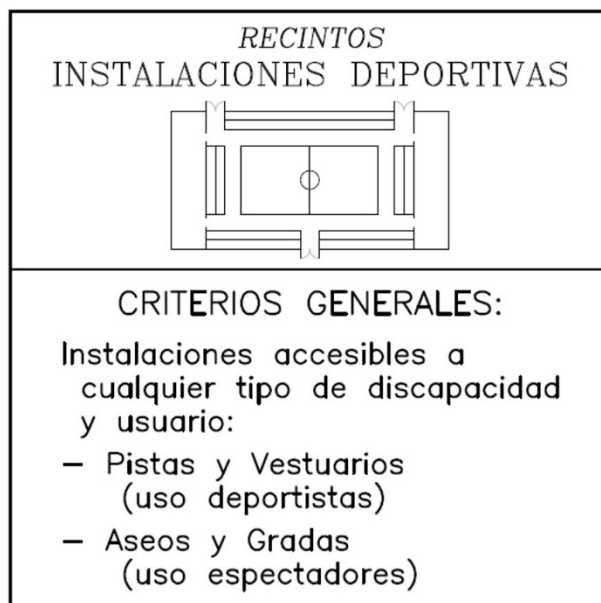 RECINTOS
INSTALACIONES DEPORTIVAS
CRITERIOS GENERALES:
Instalaciones accesibles a
cualquier tipo de discapacidad
y usuario:
– Pistas y Vestuarios
(uso deportistas)
– Aseos y Gradas
(uso espectadores)